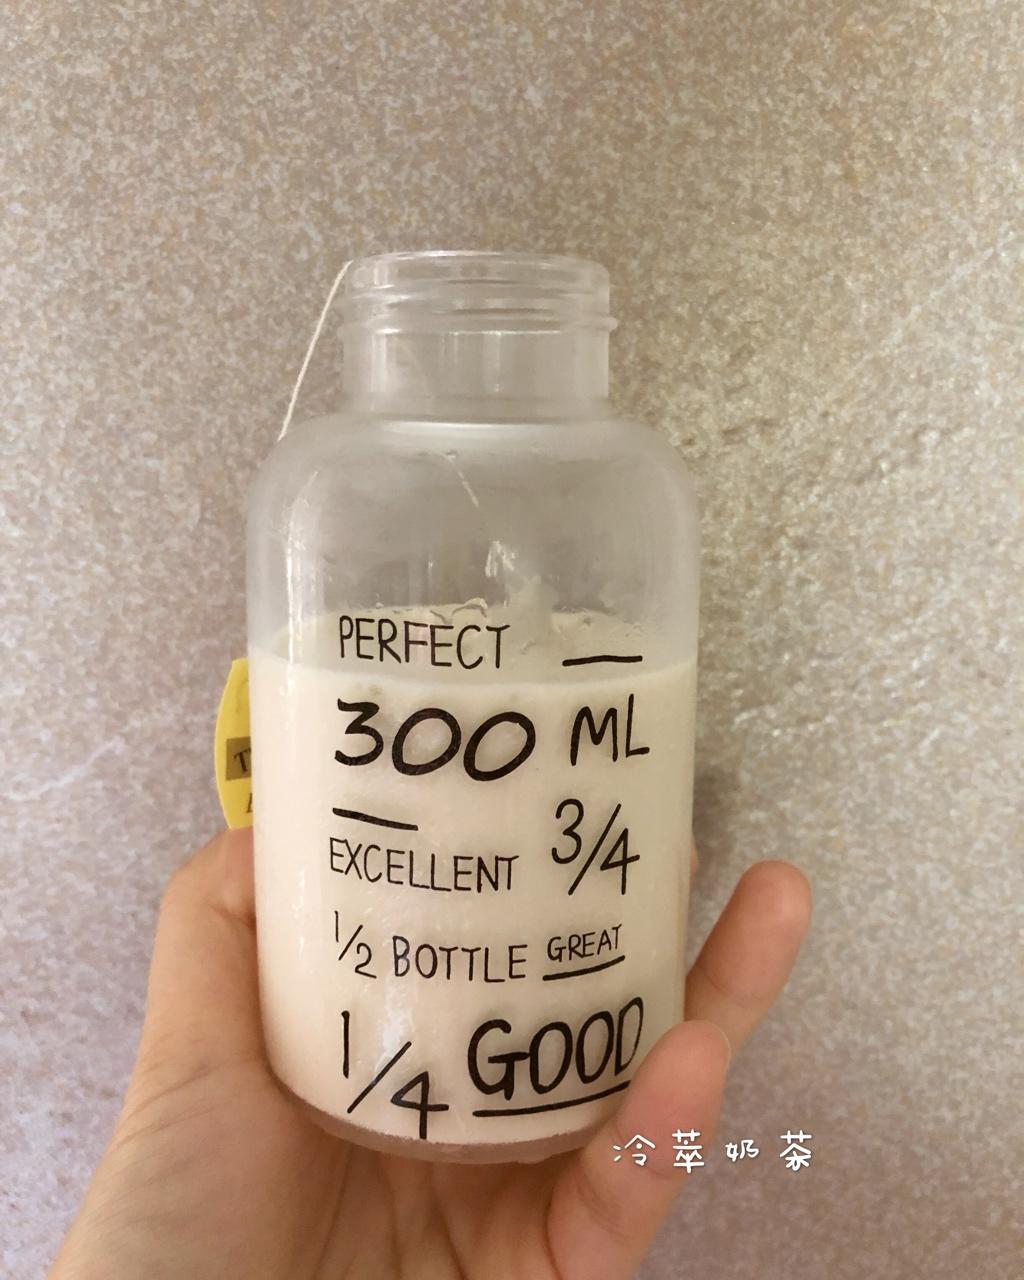 PERFECT
300 ML
EXCELLENT 3/4
1/2 BOTTLE GREAT
1/4 GOOD
冷萃奶茶